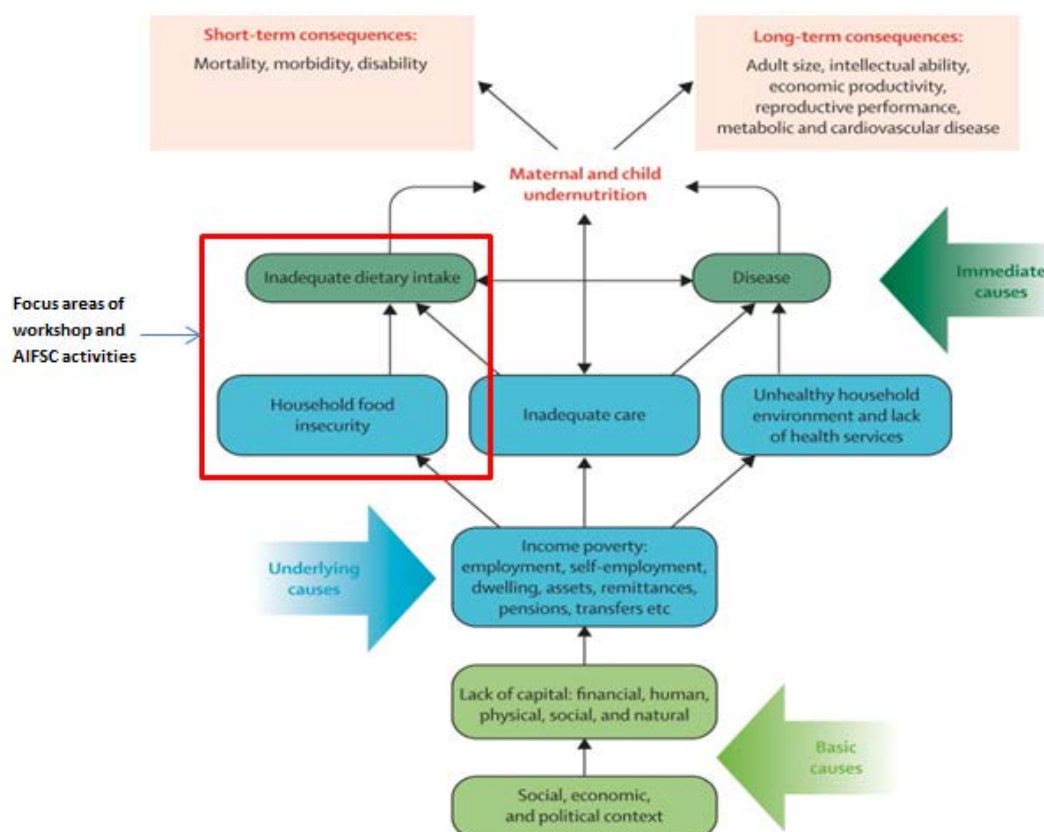 Short-term consequences:
Mortality, morbidity, disability
Long-term consequences:
Adult size, intellectual ability,
economic productivity,
reproductive performance,
metabolic and cardiovascular disease
Maternal and child
undernutrition
Inadequate dietary intake
Disease
Immediate
causes
Focus areas of
workshop and
AIFSC activities
Household food
insecurity
Inadequate care
Unhealthy household
environment and lack
of health services
Underlying
causes
Income poverty:
employment, self-employment,
dwelling, assets, remittances,
pensions, transfers etc
Lack of capital: financial, human,
physical, social, and natural
Basic
causes
Social, economic,
and political context